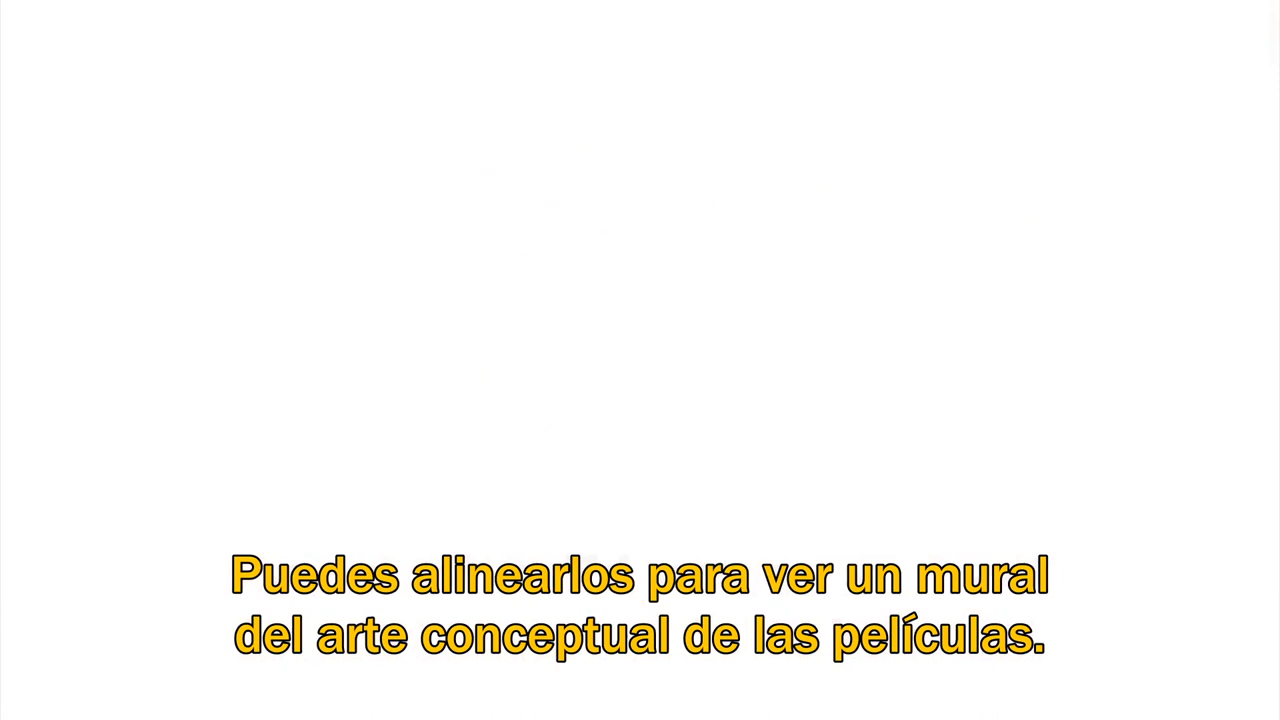 Puedes alinearlos para ver un mural
del arte conceptual de las películas.